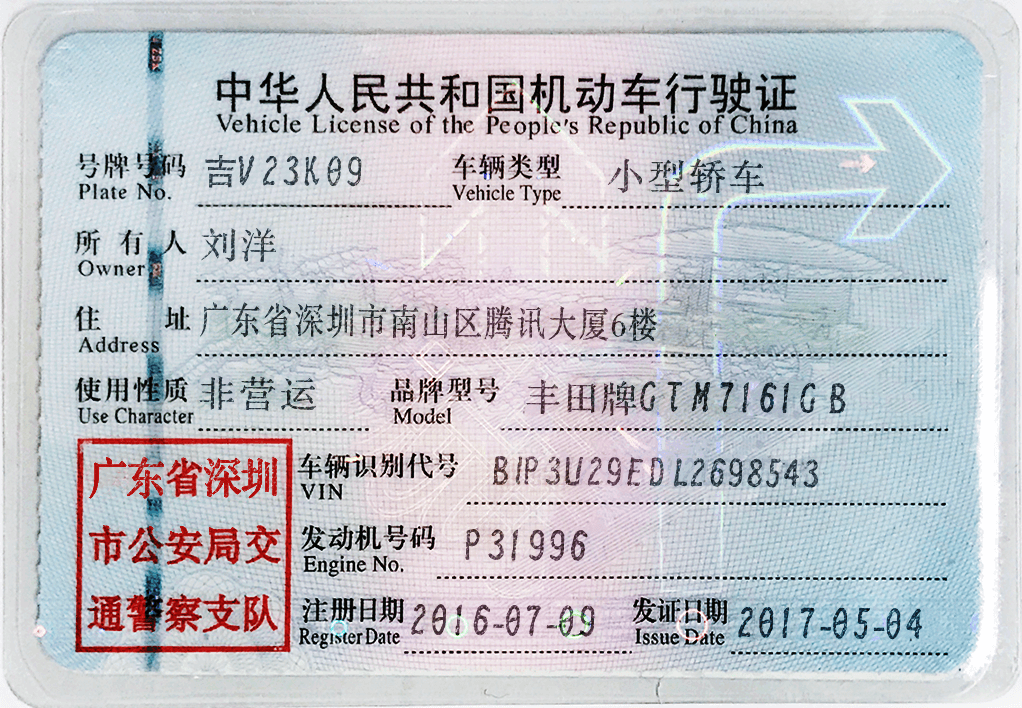 中华人民共和国机动车行驶证
Vehicle License of the People's Republic of China
号牌号码 吉V23K09 车辆类型 小型轿车
Plate No. Vehicle Type
所有人 刘洋
Owner
住址 广东省深圳市南山区腾讯大厦6楼
Address
使用性质 非营运 品牌型号 丰田牌GTM7161GB
Use Character Model
广东省深圳
市公安局交
通警察支队
车辆识别代号 BIP3U29EDL2698543
VIN
发动机号码 P31996
Engine No.
注册日期 2016-07-09 发证日期 2017-05-04
Register Date Issue Date